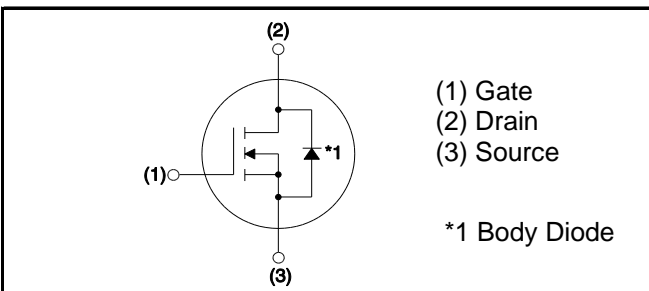 (2)
(1) Gate
(2) Drain
(3) Source
*1
(1)
*1 Body Diode
(3)